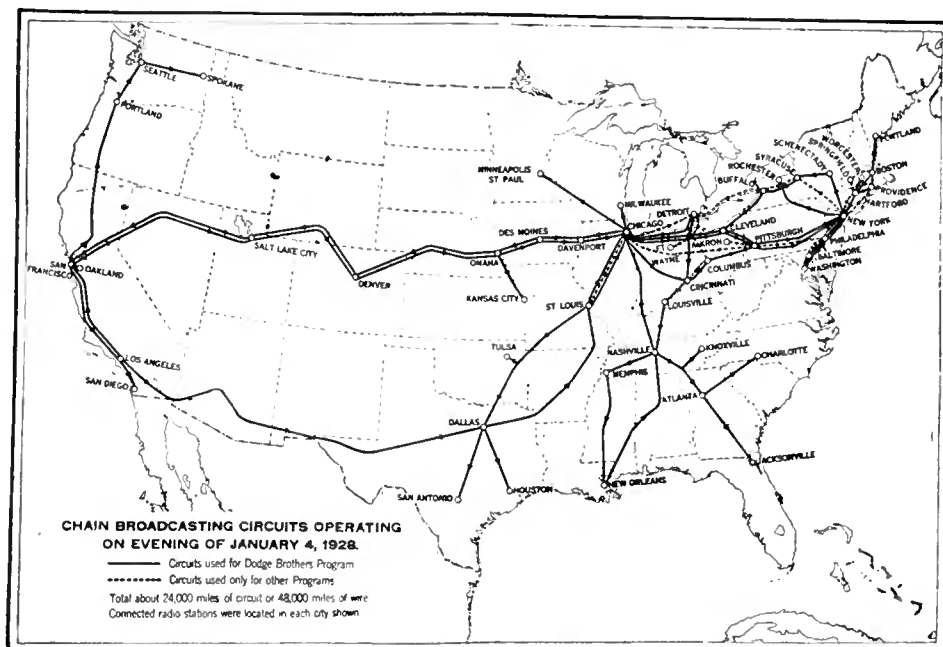 SEATTLE
SPOKANE
PORTLAND
MINNEAPOLIS
ST PAUL
MILWAUKEE
CHICAGO
DETROIT
BUFFALO
ROCHESTER
SYRACUSE
SCHENECTADY
SPRINGFIELD
WORCESTER
PORTLAND
BOSTON
PROVIDENCE
HARTFORD
NEW YORK
PHILADELPHIA
BALTIMORE
WASHINGTON
CLEVELAND
PITTSBURGH
AKRON
WAYNE
COLUMBUS
CINCINNATI
LOUISVILLE
SAN
FRANCISCO
OAKLAND
SALT LAKE CITY
DENVER
OMAHA
DES MOINES
DAVENPORT
KANSAS CITY
ST LOUIS
LOS ANGELES
SAN DIEGO
TULSA
NASHVILLE
KNOXVILLE
CHARLOTTE
MEMPHIS
ATLANTA
DALLAS
JACKSONVILLE
SAN ANTONIO
HOUSTON
NEW ORLEANS
CHAIN BROADCASTING CIRCUITS OPERATING
ON EVENING OF JANUARY 4, 1928.
Circuits used for Dodge Brothers Program
Circuits used only for other Programs
Total about 24,000 miles of circuit or 48,000 miles of wire
Connected radio stations were located in each city shown